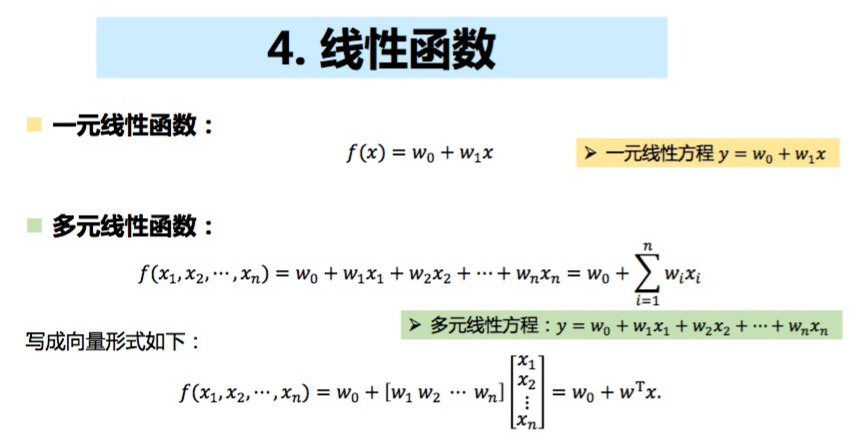 4. 线性函数
一元线性函数：
f(x) = w₀ + w₁x
➢ 一元线性方程 y = w₀ + w₁x
多元线性函数：
f(x₁, x₂, ⋯, xₙ) = w₀ + w₁x₁ + w₂x₂ + ⋯ + wₙxₙ = w₀ + ∑ᵢ₌₁ⁿ wᵢxᵢ
➢ 多元线性方程：y = w₀ + w₁x₁ + w₂x₂ + ⋯ + wₙxₙ
写成向量形式如下：
f(x₁, x₂, ⋯, xₙ) = w₀ + [w₁ w₂ ⋯ wₙ] [x₁ x₂ ⋮ xₙ] = w₀ + wᵀx.